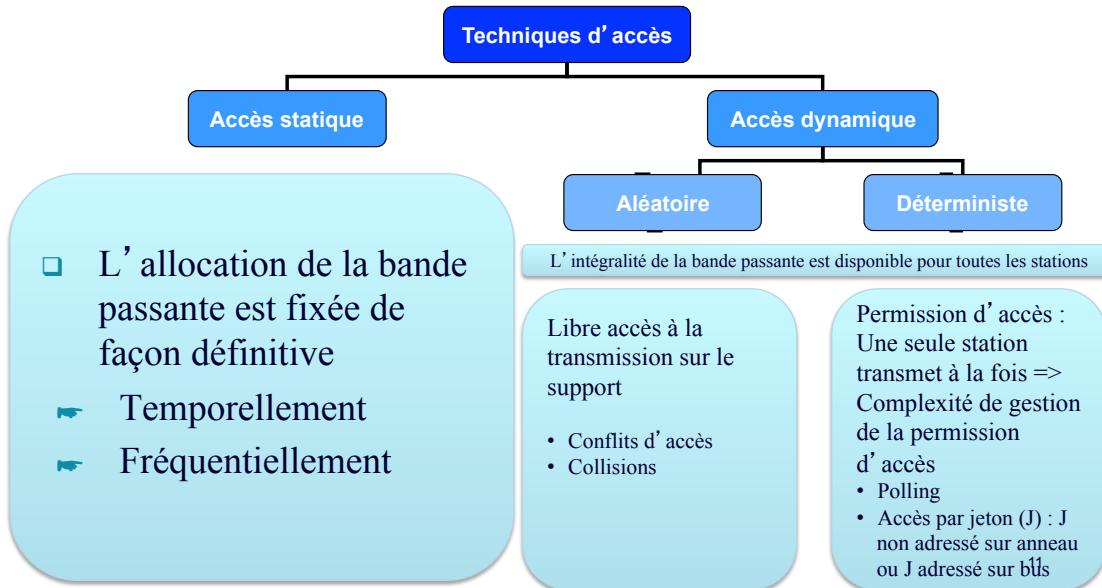 Techniques d’accès
Accès statique
Accès dynamique
Aléatoire
Déterministe
L’allocation de la bande
passante est fixée de
façon définitive
Temporellement
Fréquentiellement
L’intégralité de la bande passante est disponible pour toutes les stations
Libre accès à la
transmission sur le
support
• Conflits d’accès
• Collisions
Permission d’accès :
Une seule station
transmet à la fois =>
Complexité de gestion
de la permission
d’accès
• Polling
• Accès par jeton (J) : J
non adressé sur anneau
ou J adressé sur bus
11